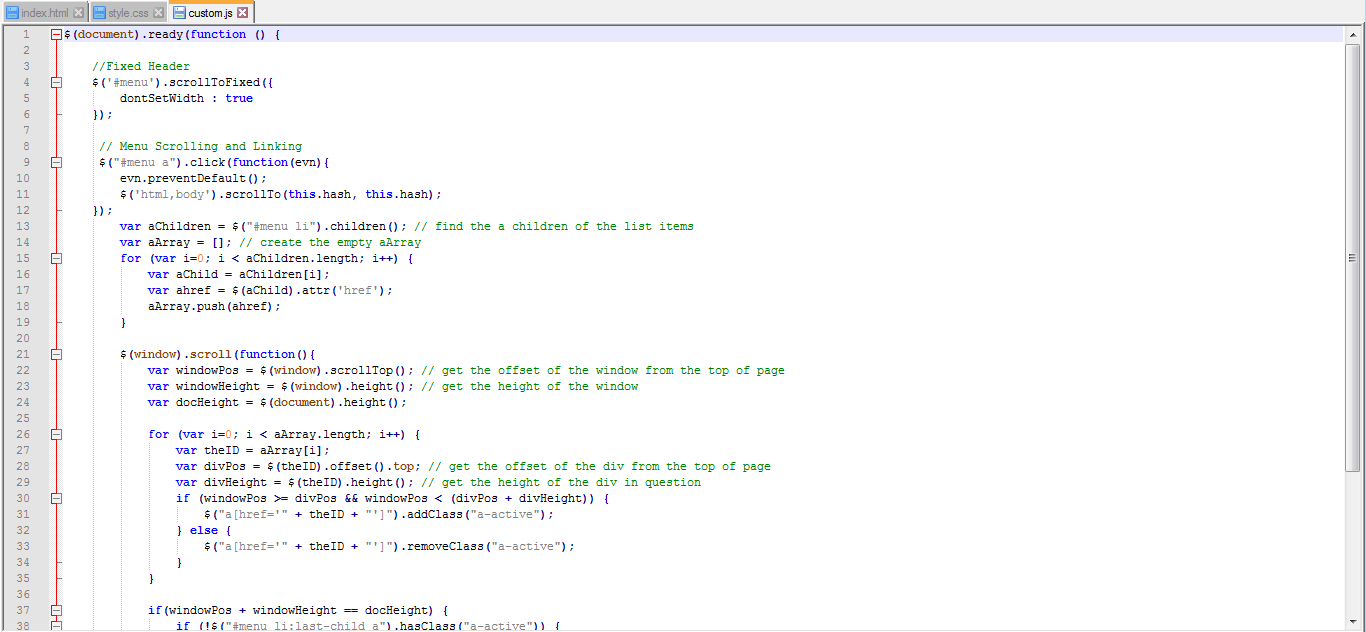 index.html style.css custom.js
1 $(document).ready(function () {
2
3 //Fixed Header
4 $('#menu').scrollToFixed({
5 dontSetWidth : true
6 });
7
8 // Menu Scrolling and Linking
9 $("#menu a").click(function(evn){
10 evn.preventDefault();
11 $('html,body').scrollTo(this.hash, this.hash);
12 });
13 var aChildren = $("#menu li").children(); // find the a children of the list items
14 var aArray = []; // create the empty aArray
15 for (var i=0; i < aChildren.length; i++) {
16 var aChild = aChildren[i];
17 var ahref = $(aChild).attr('href');
18 aArray.push(ahref);
19 }
20
21 $(window).scroll(function(){
22 var windowPos = $(window).scrollTop(); // get the offset of the window from the top of page
23 var windowHeight = $(window).height(); // get the height of the window
24 var docHeight = $(document).height();
25
26 for (var i=0; i < aArray.length; i++) {
27 var theID = aArray[i];
28 var divPos = $(theID).offset().top; // get the offset of the div from the top of page
29 var divHeight = $(theID).height(); // get the height of the div in question
30 if (windowPos >= divPos && windowPos < (divPos + divHeight)) {
31 $("a[href='" + theID + "']").addClass("a-active");
32 } else {
33 $("a[href='" + theID + "']").removeClass("a-active");
34 }
35 }
36
37 if(windowPos + windowHeight == docHeight) {
38 if (!$("#menu li:last-child a").hasClass("a-active")) {